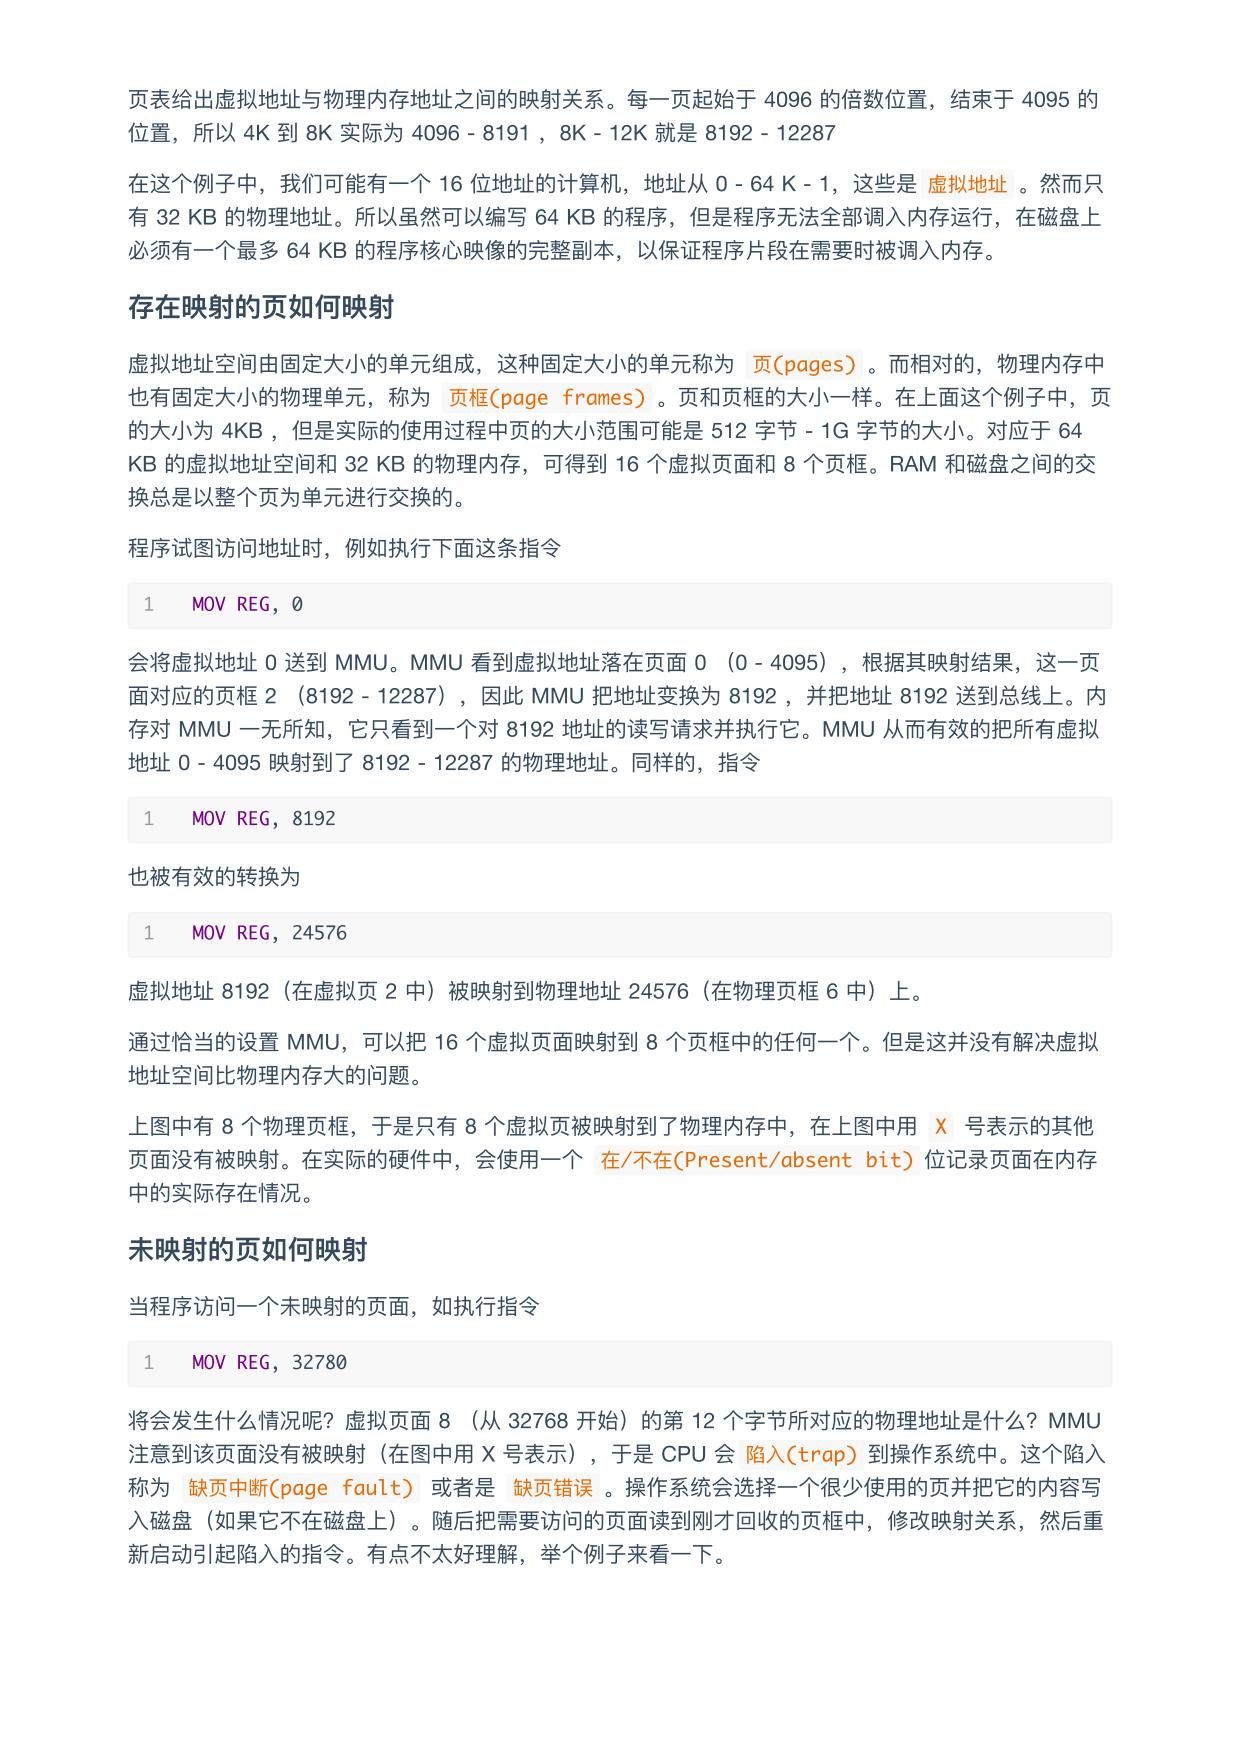 页表给出虚拟地址与物理内存地址之间的映射关系。每一页起始于 4096 的倍数位置，结束于 4095 的
位置，所以 4K 到 8K 实际为 4096 - 8191 ，8K - 12K 就是 8192 - 12287
在这个例子中，我们可能有一个 16 位地址的计算机，地址从 0 - 64 K - 1，这些是 虚拟地址 。然而只
有 32 KB 的物理地址。所以虽然可以编写 64 KB 的程序，但是程序无法全部调入内存运行，在磁盘上
必须有一个最多 64 KB 的程序核心映像的完整副本，以保证程序片段在需要时被调入内存。
存在映射的页如何映射
虚拟地址空间由固定大小的单元组成，这种固定大小的单元称为 页(pages) 。而相对的，物理内存中
也有固定大小的物理单元，称为 页框(page frames) 。页和页框的大小一样。在上面这个例子中，页
的大小为 4KB ，但是实际的使用过程中页的大小范围可能是 512 字节 - 1G 字节的大小。对应于 64
KB 的虚拟地址空间和 32 KB 的物理内存，可得到 16 个虚拟页面和 8 个页框。RAM 和磁盘之间的交
换总是以整个页为单元进行交换的。
程序试图访问地址时，例如执行下面这条指令
1 MOV REG, 0
会将虚拟地址 0 送到 MMU。MMU 看到虚拟地址落在页面 0 （0 - 4095），根据其映射结果，这一页
面对应的页框 2 （8192 - 12287），因此 MMU 把地址变换为 8192 ，并把地址 8192 送到总线上。内
存对 MMU 一无所知，它只看到一个对 8192 地址的读写请求并执行它。MMU 从而有效的把所有虚拟
地址 0 - 4095 映射到了 8192 - 12287 的物理地址。同样的，指令
1 MOV REG, 8192
也被有效的转换为
1 MOV REG, 24576
虚拟地址 8192（在虚拟页 2 中）被映射到物理地址 24576（在物理页框 6 中）上。
通过恰当的设置 MMU，可以把 16 个虚拟页面映射到 8 个页框中的任何一个。但是这并没有解决虚拟
地址空间比物理内存大的问题。
上图中有 8 个物理页框，于是只有 8 个虚拟页被映射到了物理内存中，在上图中用 X 号表示的其他
页面没有被映射。在实际的硬件中，会使用一个 在/不在(Present/absent bit) 位记录页面在内存
中的实际存在情况。
未映射的页如何映射
当程序访问一个未映射的页面，如执行指令
1 MOV REG, 32780
将会发生什么情况呢？虚拟页面 8 （从 32768 开始）的第 12 个字节所对应的物理地址是什么？MMU
注意到该页面没有被映射（在图中用 X 号表示），于是 CPU 会 陷入(trap) 到操作系统中。这个陷入
称为 缺页中断(page fault) 或者是 缺页错误 。操作系统会选择一个很少使用的页并把它的内容写
入磁盘（如果它不在磁盘上）。随后把需要访问的页面读到刚才回收的页框中，修改映射关系，然后重
新启动引起陷入的指令。有点不太好理解，举个例子来看一下。